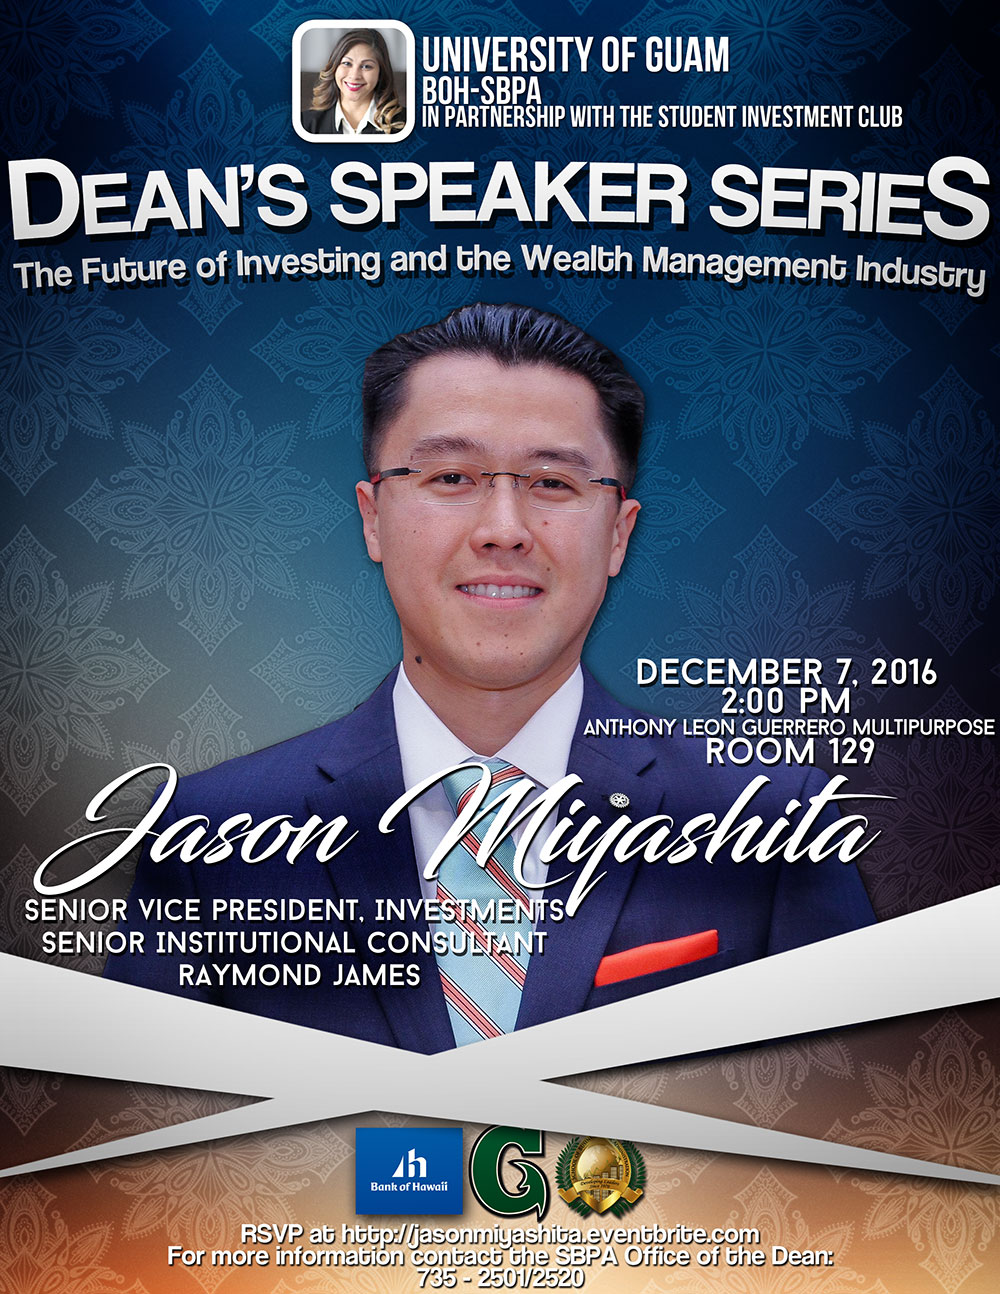 UNIVERSITY OF GUAM
BOH-SBPA
IN PARTNERSHIP WITH THE STUDENT INVESTMENT CLUB
DEAN'S SPEAKER SERIES
The Future of Investing and the Wealth Management Industry
DECEMBER 7, 2016
2:00 PM
ANTHONY LEON GUERRERO MULTIPURPOSE
ROOM 129
Jason Miyashita
SENIOR VICE PRESIDENT, INVESTMENTS
SENIOR INSTITUTIONAL CONSULTANT
RAYMOND JAMES
Bank of Hawaii
G
Developing Leaders
RSVP at http://jasonmiyashita.eventbrite.com
For more information contact the SBPA Office of the Dean:
735 - 2501/2520